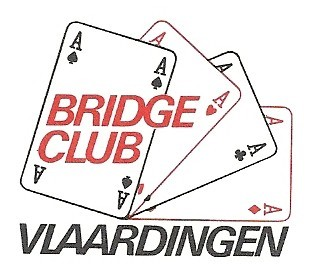 A A A A
BRIDGE
CLUB
A A A A
VLAARDINGEN